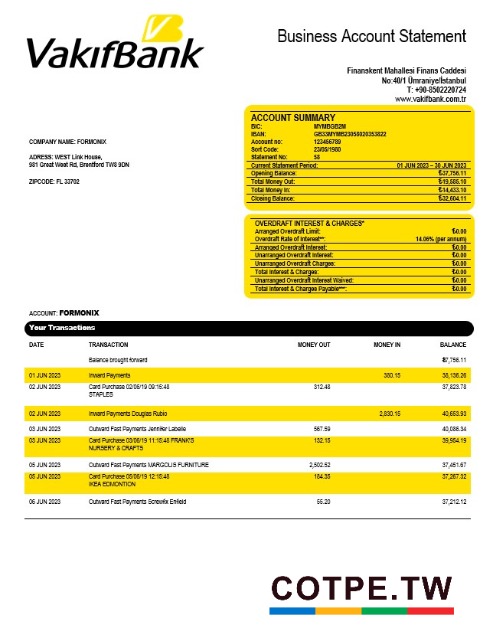 VakıfBank
Business Account Statement
Finanskent Mahallesi Finans Caddesi
No:40/1 Ümraniye/İstanbul
T: +90-8502220724
www.vakifbank.com.tr
COMPANY NAME: FORMONIX
ADRESS: WEST Link House,
981 Great West Rd, Brentford TW8 9DN
ZIPCODE: FL 33702
ACCOUNT SUMMARY
BIC: MYMBGB2M
IBAN: GB33MYMB23058020353822
Account no: 123456789
Sort Code: 23/05/1980
Statement No: 58
Current Statement Period: 01 JUN 2023 – 30 JUN 2023
Opening Balance: ₺37,756.11
Total Money Out: ₺19,585.10
Total Money In: ₺14,433.10
Closing Balance: ₺32,604.11
OVERDRAFT INTEREST & CHARGES*
Arranged Overdraft Limit: ₺0.00
Overdraft Rate of Interest**: 14.06% (per annum)
Arranged Overdraft Interest: ₺0.00
Unarranged Overdraft Interest: ₺0.00
Unarranged Overdraft Charges: ₺0.00
Total Interest & Charges: ₺0.00
Unarranged Overdraft Interest Waived: ₺0.00
Total Interest & Charges Payable***: ₺0.00
ACCOUNT: FORMONIX
Your Transactions
DATE TRANSACTION MONEY OUT MONEY IN BALANCE
Balance brought forward
01 JUN 2023 Inward Payments 380.15 38,136.26
02 JUN 2023 Card Purchase 02/06/19 09:16:48 312.48 37,823.78
STAPLES
02 JUN 2023 Inward Payments Douglas Rubio 2,830.15 40,653.93
03 JUN 2023 Outward Fast Payments Jennifer Labelle 567.59 40,086.34
03 JUN 2023 Card Purchase 03/06/19 11:18:48 FRANK'S 132.15 39,954.19
NURSERY & CRAFTS
05 JUN 2023 Outward Fast Payments MARGOLIS FURNITURE 2,502.52 37,451.67
05 JUN 2023 Card Purchase 05/06/19 12:18:48 184.35 37,267.32
IKEA EDMONTION
06 JUN 2023 Outward Fast Payments Screwfix Enfield 55.20 37,212.12
COTPE.TW